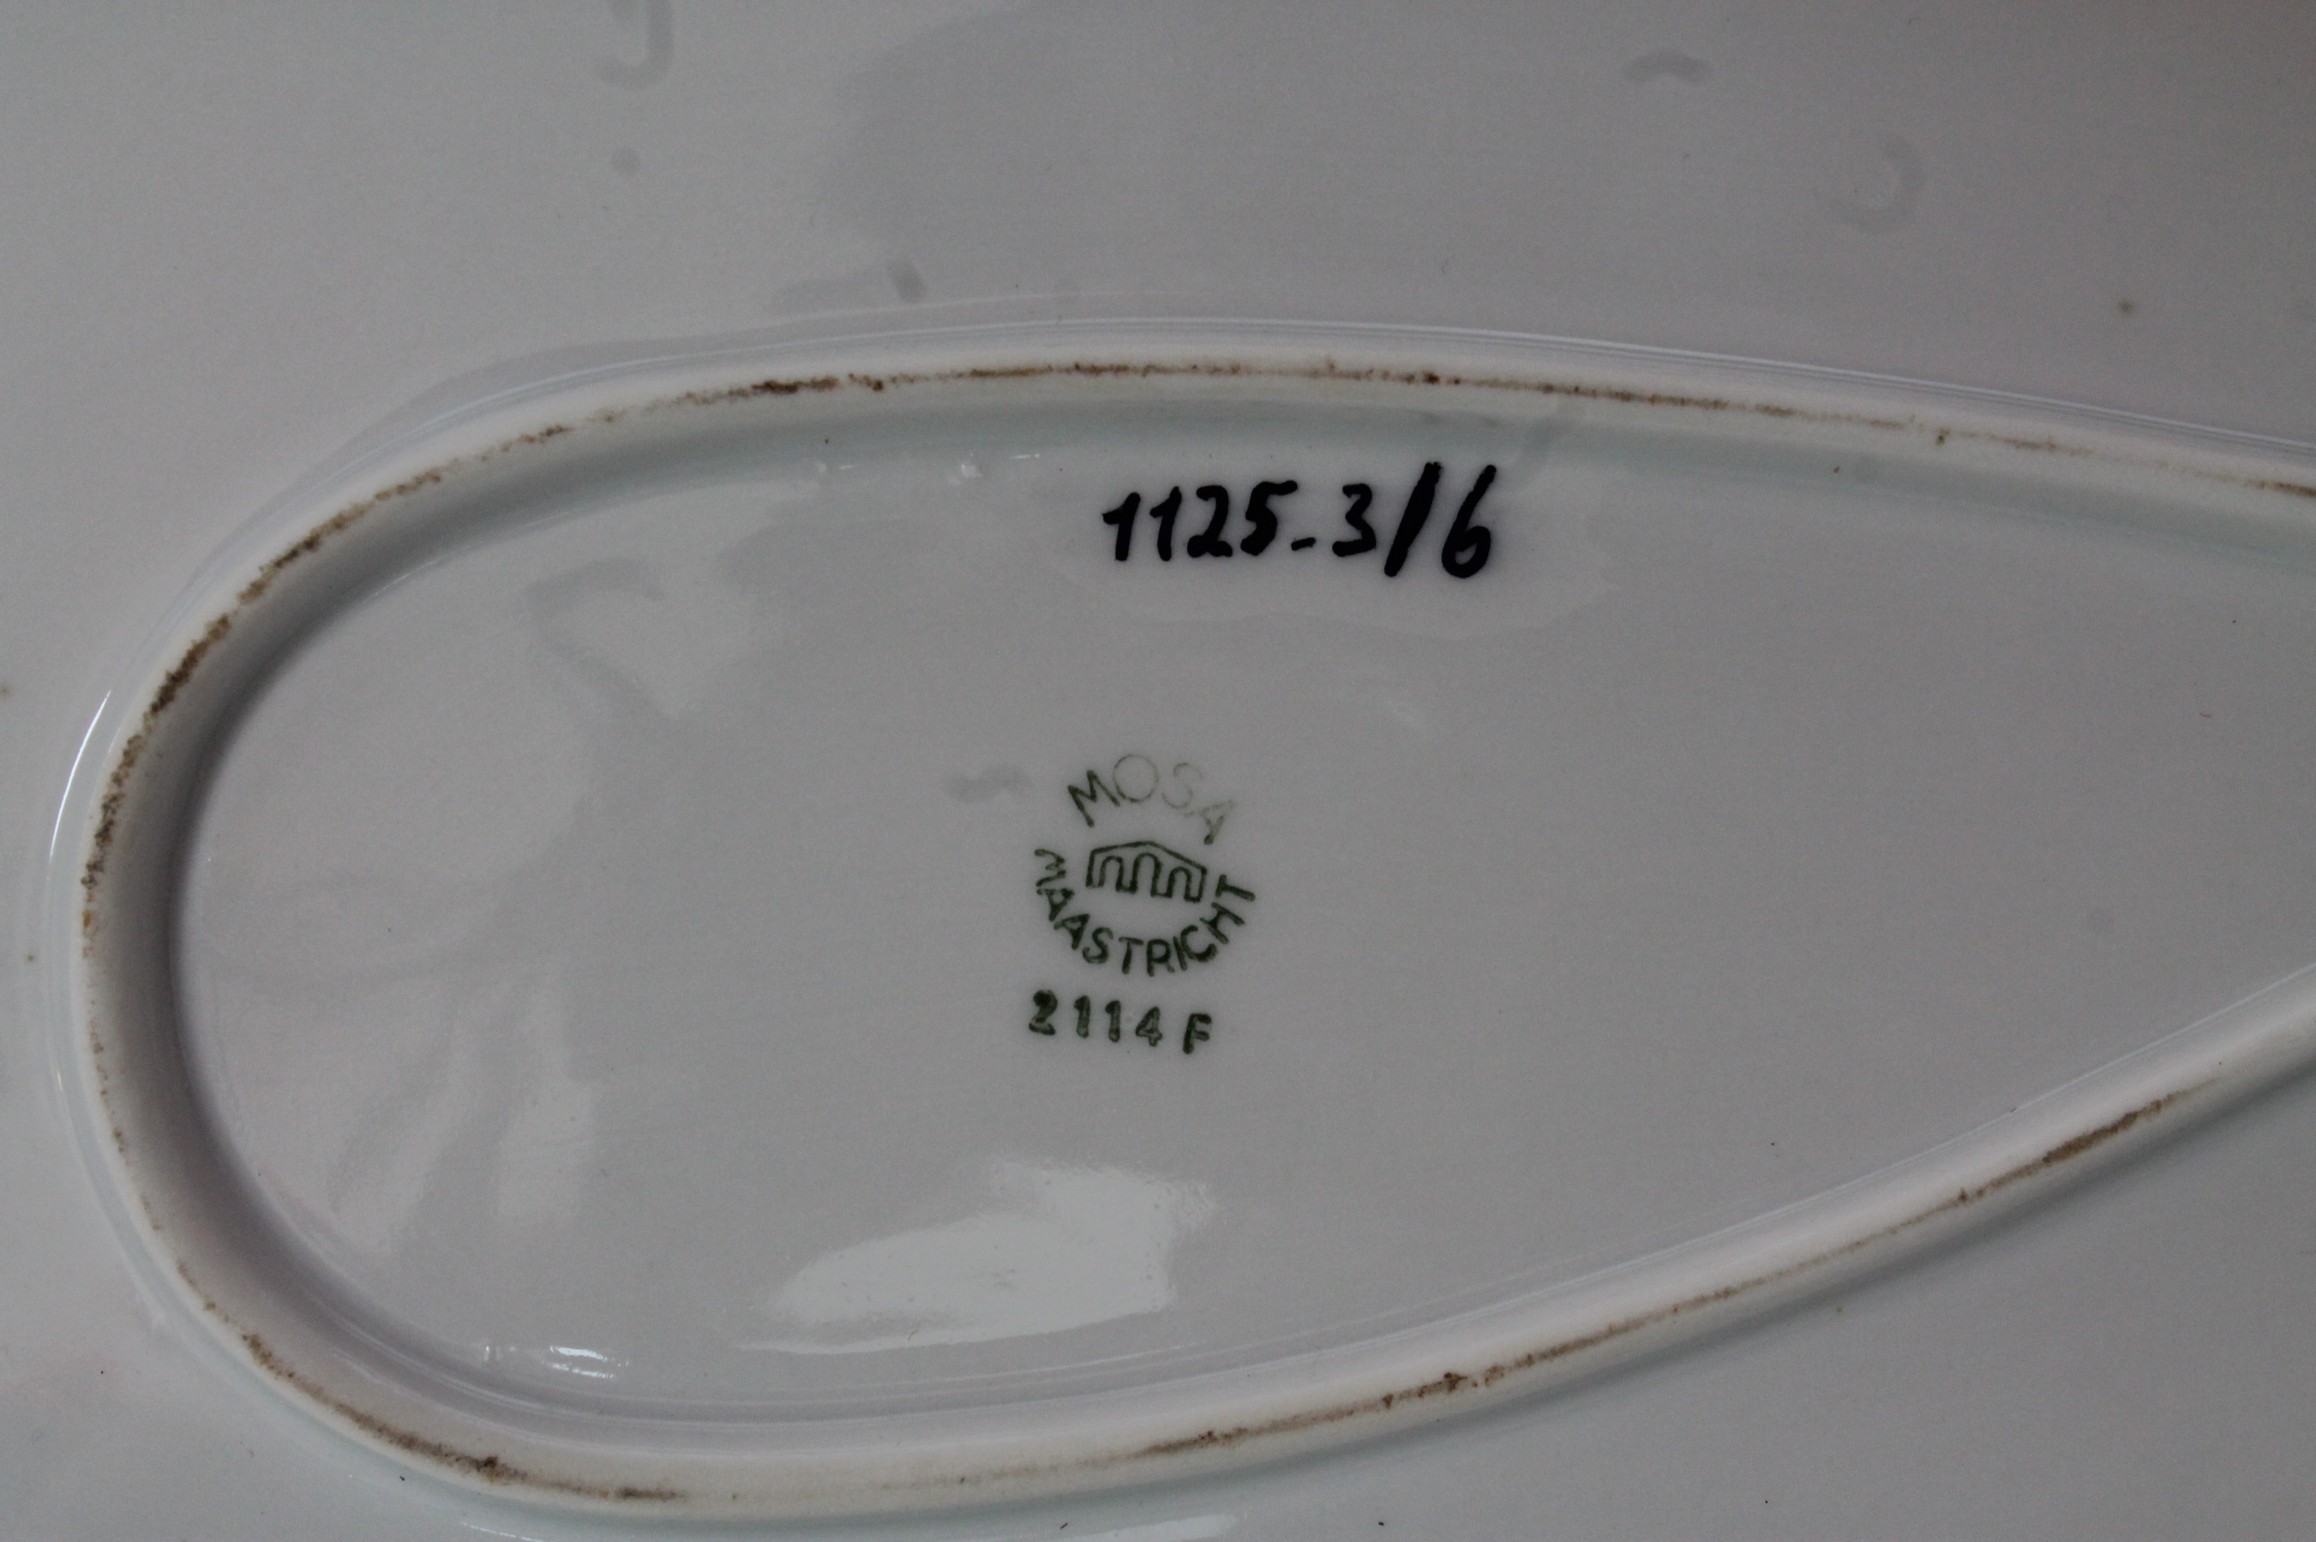 1125-3/6
MOSA
MAASTRICHT
2114 F